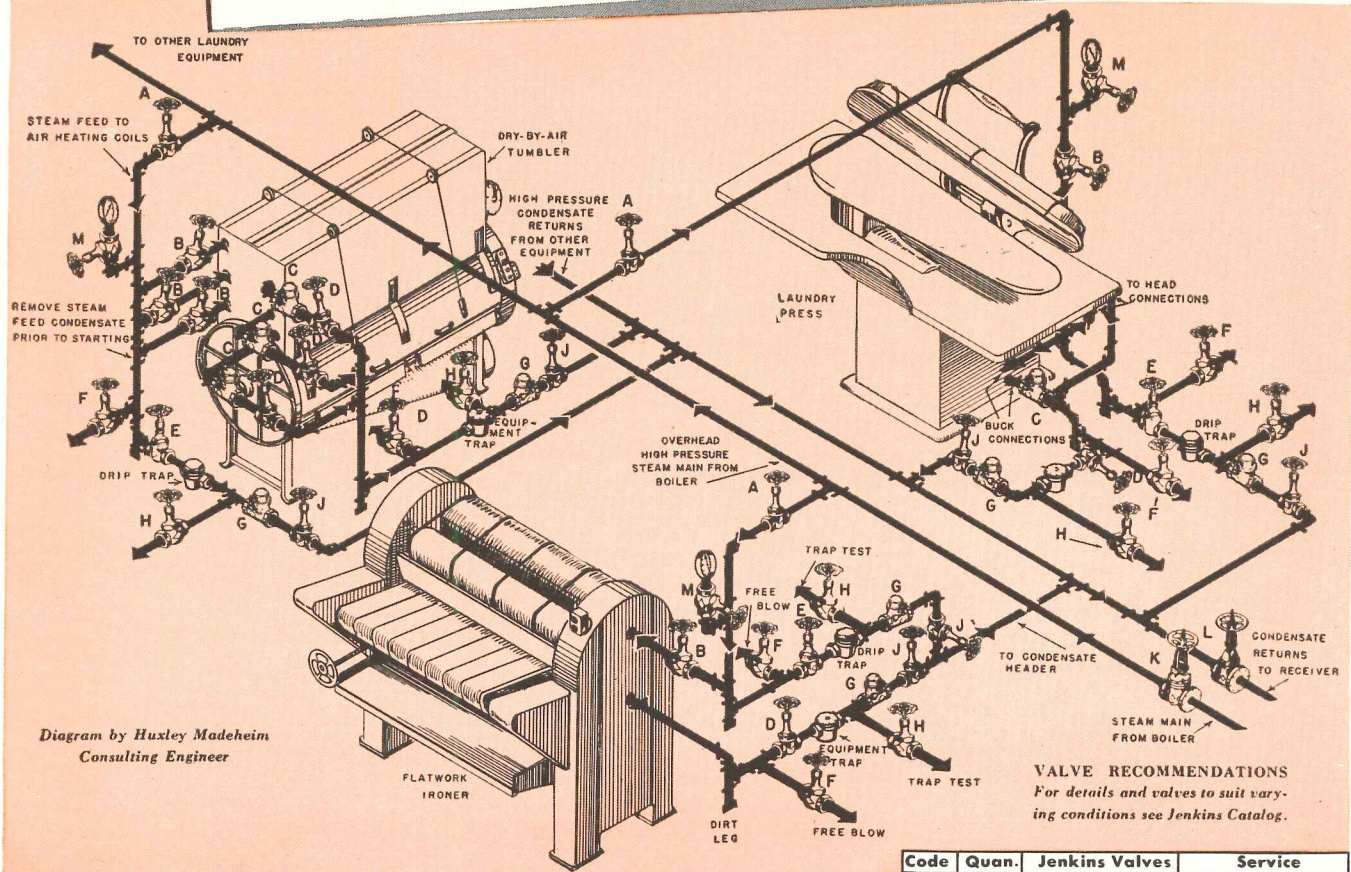 TO OTHER LAUNDRY
EQUIPMENT
A
M
STEAM FEED TO
AIR HEATING COILS
DRY-BY-AIR
TUMBLER
B
HIGH PRESSURE
CONDENSATE
RETURNS
FROM OTHER
EQUIPMENT
A
M
B
C
D
B
B
TO HEAD
CONNECTIONS
LAUNDRY
PRESS
REMOVE STEAM
FEED CONDENSATE
PRIOR TO STARTING
C
D
C
D
J
G
H
F
F
E
E
E
D
EQUIP-
MENT
TRAP
C
BUCK
CONNECTIONS
H
DRIP
TRAP
G
J
J
OVERHEAD
HIGH PRESSURE
STEAM MAIN FROM
BOILER
DRIP TRAP
G
D
F
H
G
J
A
H
TRAP TEST
H
G
M
FREE
BLOW
E
F
B
DRIP
TRAP
J
J
G
TO CONDENSATE
HEADER
L
CONDENSATE
RETURNS
TO RECEIVER
K
STEAM MAIN
FROM BOILER
D
H
EQUIPMENT
TRAP
F
TRAP TEST
Diagram by Huxley Madeheim
Consulting Engineer
FLATWORK
IRONER
DIRT
LEG
FREE BLOW
VALVE RECOMMENDATIONS
For details and valves to suit vary-
ing conditions see Jenkins Catalog.
Code Quan. Jenkins Valves Service